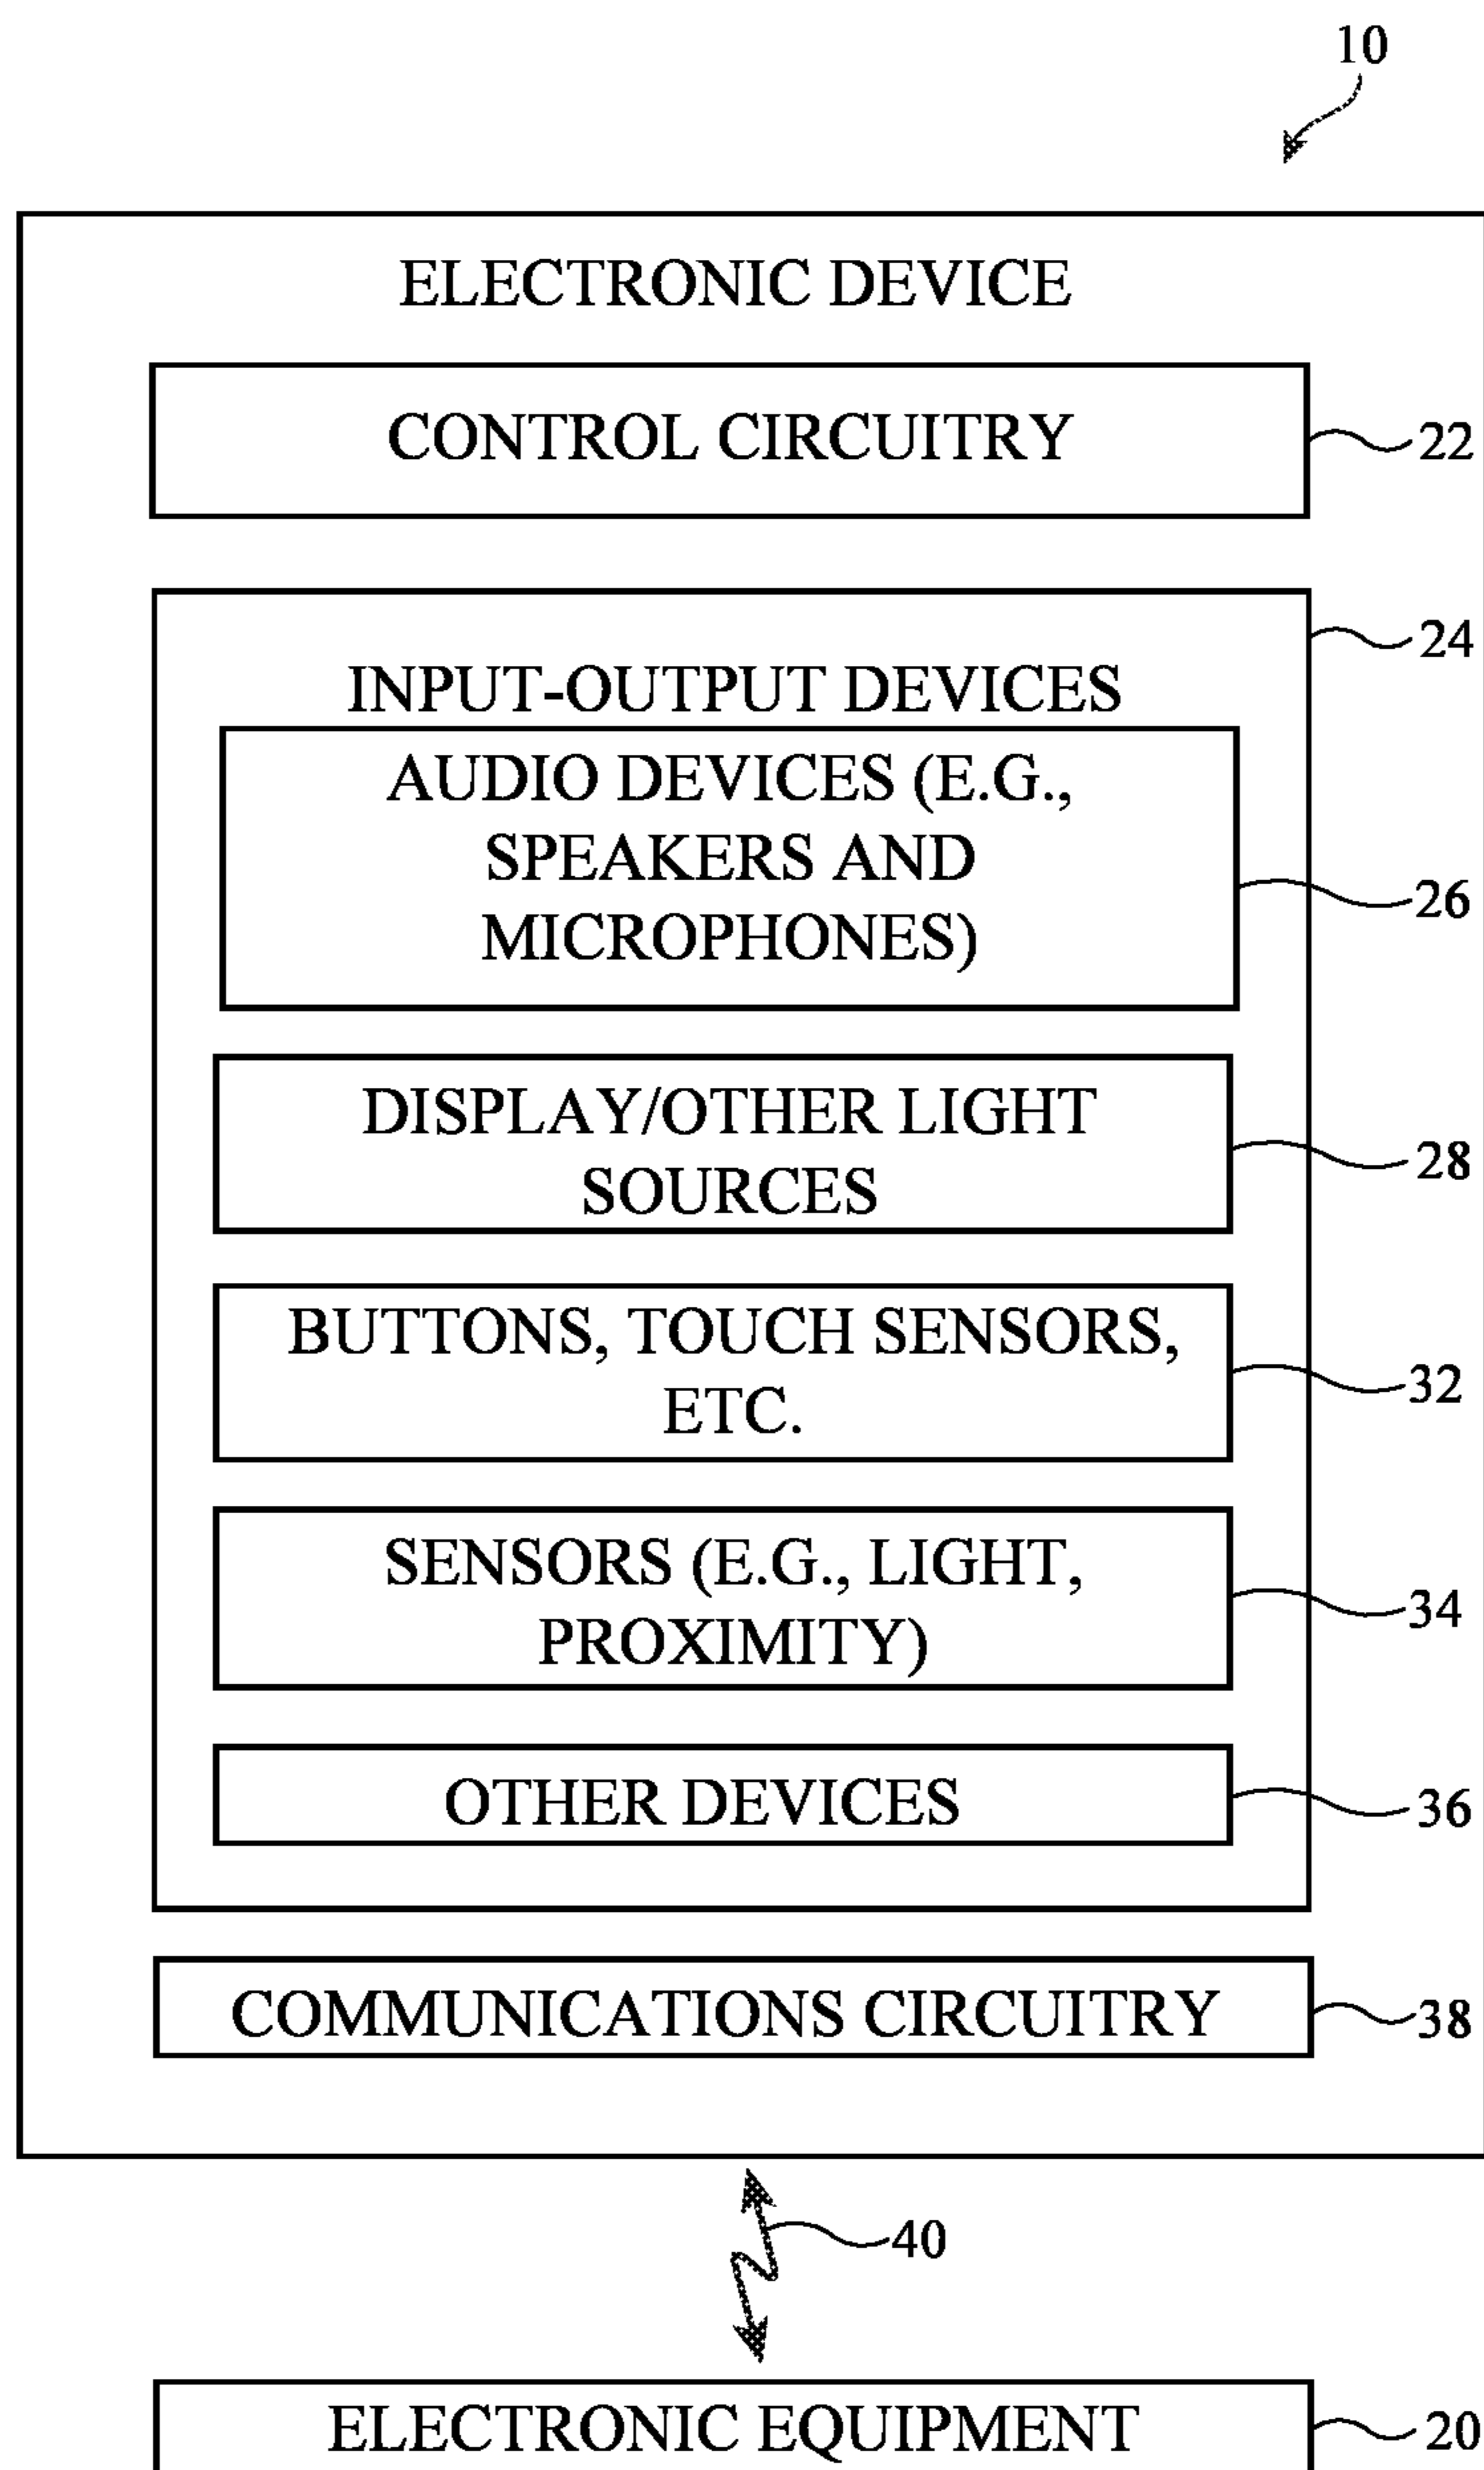 10
ELECTRONIC DEVICE
CONTROL CIRCUITRY
22
24
INPUT-OUTPUT DEVICES
AUDIO DEVICES (E.G.,
SPEAKERS AND
MICROPHONES)
26
DISPLAY/OTHER LIGHT
SOURCES
28
BUTTONS, TOUCH SENSORS,
ETC.
32
SENSORS (E.G., LIGHT,
PROXIMITY)
34
OTHER DEVICES
36
COMMUNICATIONS CIRCUITRY
38
40
ELECTRONIC EQUIPMENT
20